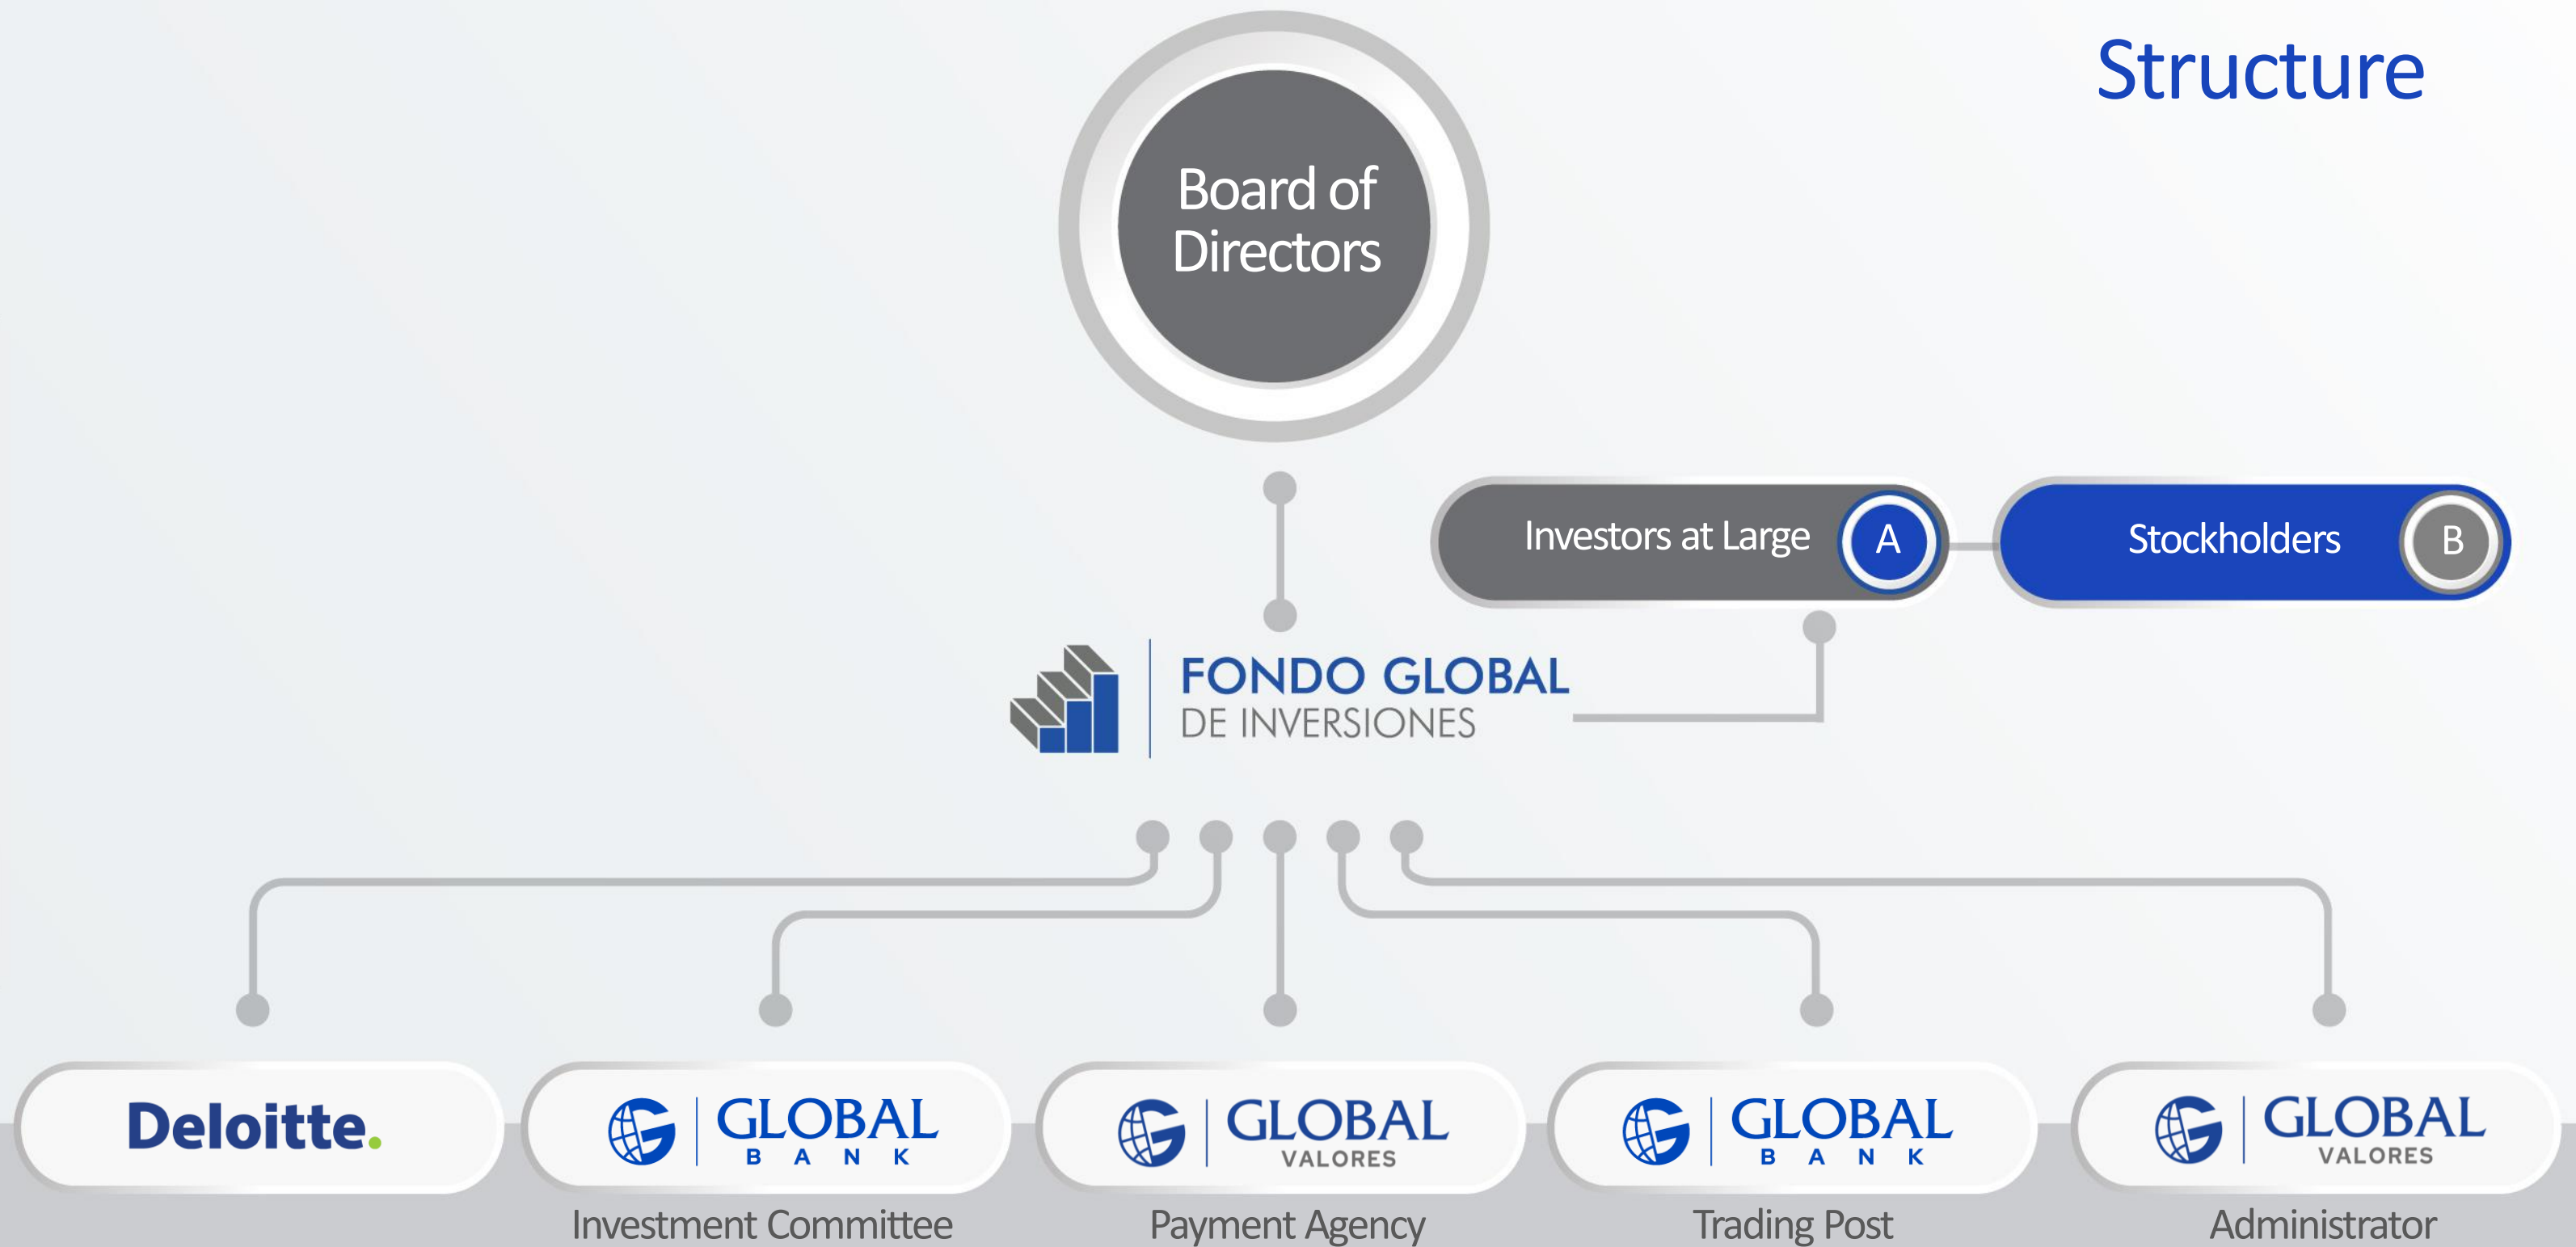 Structure
Board of
Directors
Investors at Large
A
Stockholders
B
FONDO GLOBAL
DE INVERSIONES
Deloitte.
GLOBAL
BANK
GLOBAL
VALORES
GLOBAL
BANK
GLOBAL
VALORES
Investment Committee
Payment Agency
Trading Post
Administrator